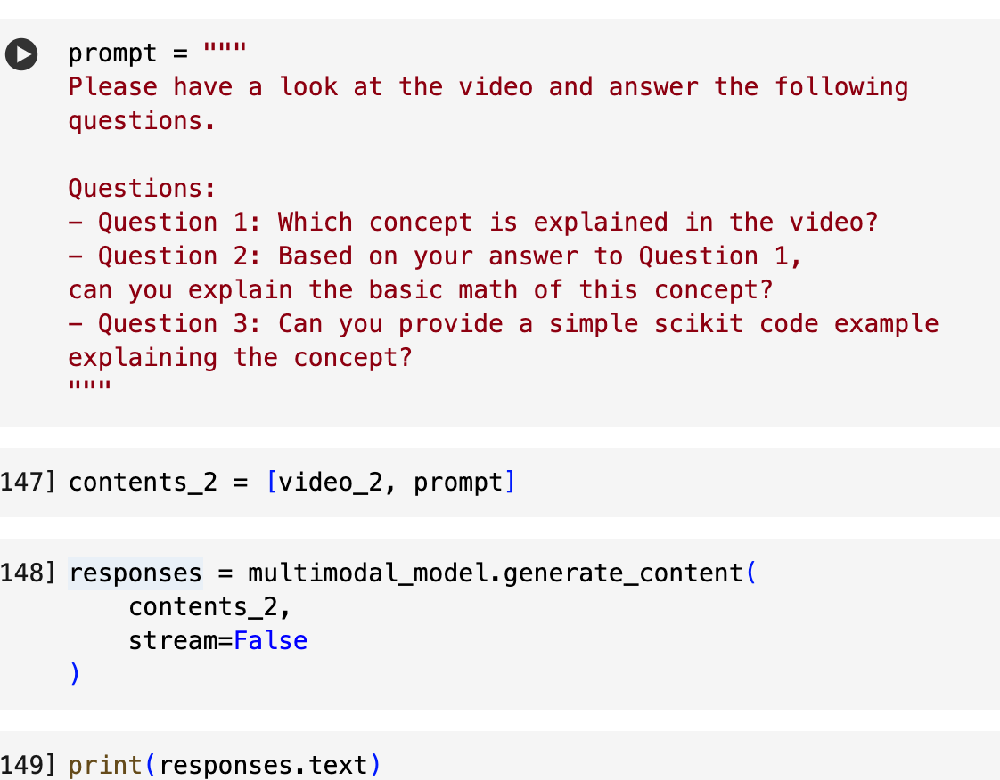 prompt = """
Please have a look at the video and answer the following
questions.
Questions:
– Question 1: Which concept is explained in the video?
– Question 2: Based on your answer to Question 1,
can you explain the basic math of this concept?
– Question 3: Can you provide a simple scikit code example
explaining the concept?
"""
147] contents_2 = [video_2, prompt]
148] responses = multimodal_model.generate_content(
contents_2,
stream=False
)
149] print(responses.text)